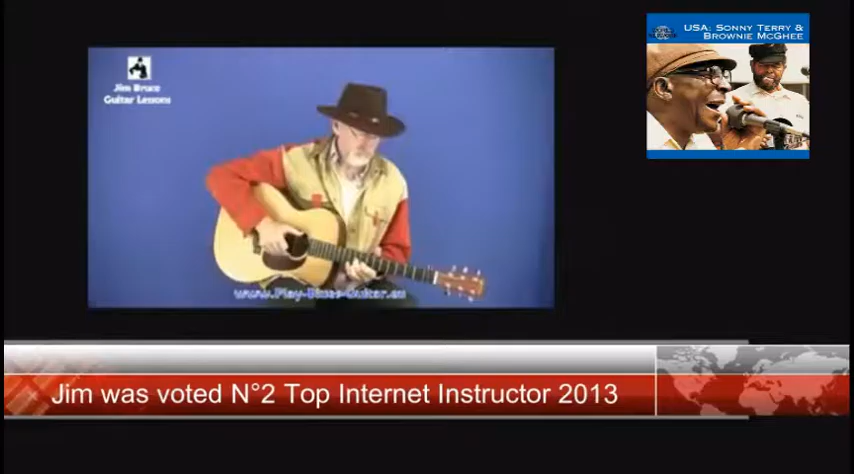 Jim Bruce
Guitar Lessons
USA: SONNY TERRY &
BROWNIE MCGHEE
www.Play-Blues-Guitar.eu
Jim was voted N°2 Top Internet Instructor 2013